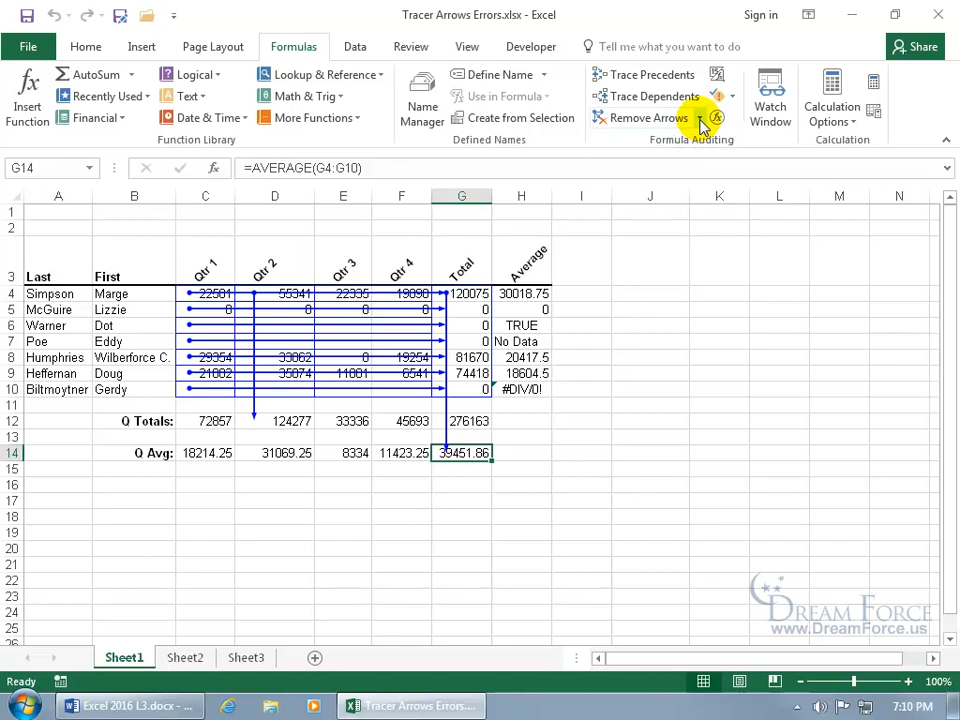 Tracer Arrows Errors.xlsx - Excel
Sign in
File Home Insert Page Layout Formulas Data Review View Developer Tell me what you want to do Share
AutoSum Logical Lookup & Reference Define Name Trace Precedents
Recently Used Text Math & Trig Use in Formula Trace Dependents
Financial Date & Time More Functions Create from Selection Remove Arrows
Insert Function
Name Manager
Watch Window
Calculation Options
Function Library Defined Names Formula Auditing Calculation
G14 fx =AVERAGE(G4:G10)
A B C D E F G H I J K L M N
1
2
3 Last First Qtr 1 Qtr 2 Qtr 3 Qtr 4 Total Average
4 Simpson Marge 22501 55341 22335 19898 120075 30018.75
5 McGuire Lizzie 0 0 0 0 0 0
6 Warner Dot 0 TRUE
7 Poe Eddy 0 No Data
8 Humphries Wilberforce C. 29354 33062 0 19254 81670 20417.5
9 Heffernan Doug 21002 35874 11001 6541 74418 18604.5
10 Biltmoytner Gerdy 0 #DIV/0!
11
12 Q Totals: 72857 124277 33336 45693 276163
13
14 Q Avg: 18214.25 31069.25 8334 11423.25 39451.86
15
16
17
18
19
20
21
22
23
24
25
26
DREAM FORCE
www.DreamForce.us
Sheet1 Sheet2 Sheet3
Ready 100%
Excel 2016 L3.docx - ... Tracer Arrows Errors.... 7:10 PM